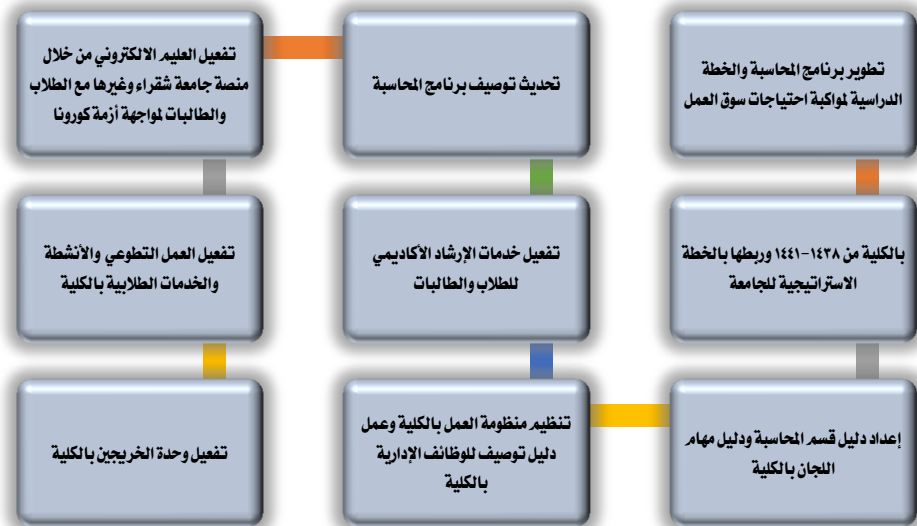 تطوير برنامج المحاسبة والخطة
الدراسية لمواكبة احتياجات سوق العمل
بالكلية من ١٤٣٨-١٤٤١ وربطها بالخطة
الاستراتيجية للجامعة
إعداد دليل قسم المحاسبة ودليل مهام
اللجان بالكلية
تنظيم منظومة العمل بالكلية وعمل
دليل توصيف للوظائف الإدارية
بالكلية
تفعيل خدمات الإرشاد الأكاديمي
للطلاب والطالبات
تحديث توصيف برنامج المحاسبة
تفعيل العليم الالكتروني من خلال
منصة جامعة شقراء وغيرها مع الطلاب
والطالبات لمواجهة أزمة كورونا
تفعيل العمل التطوعي والأنشطة
والخدمات الطلابية بالكلية
تفعيل وحدة الخريجين بالكلية